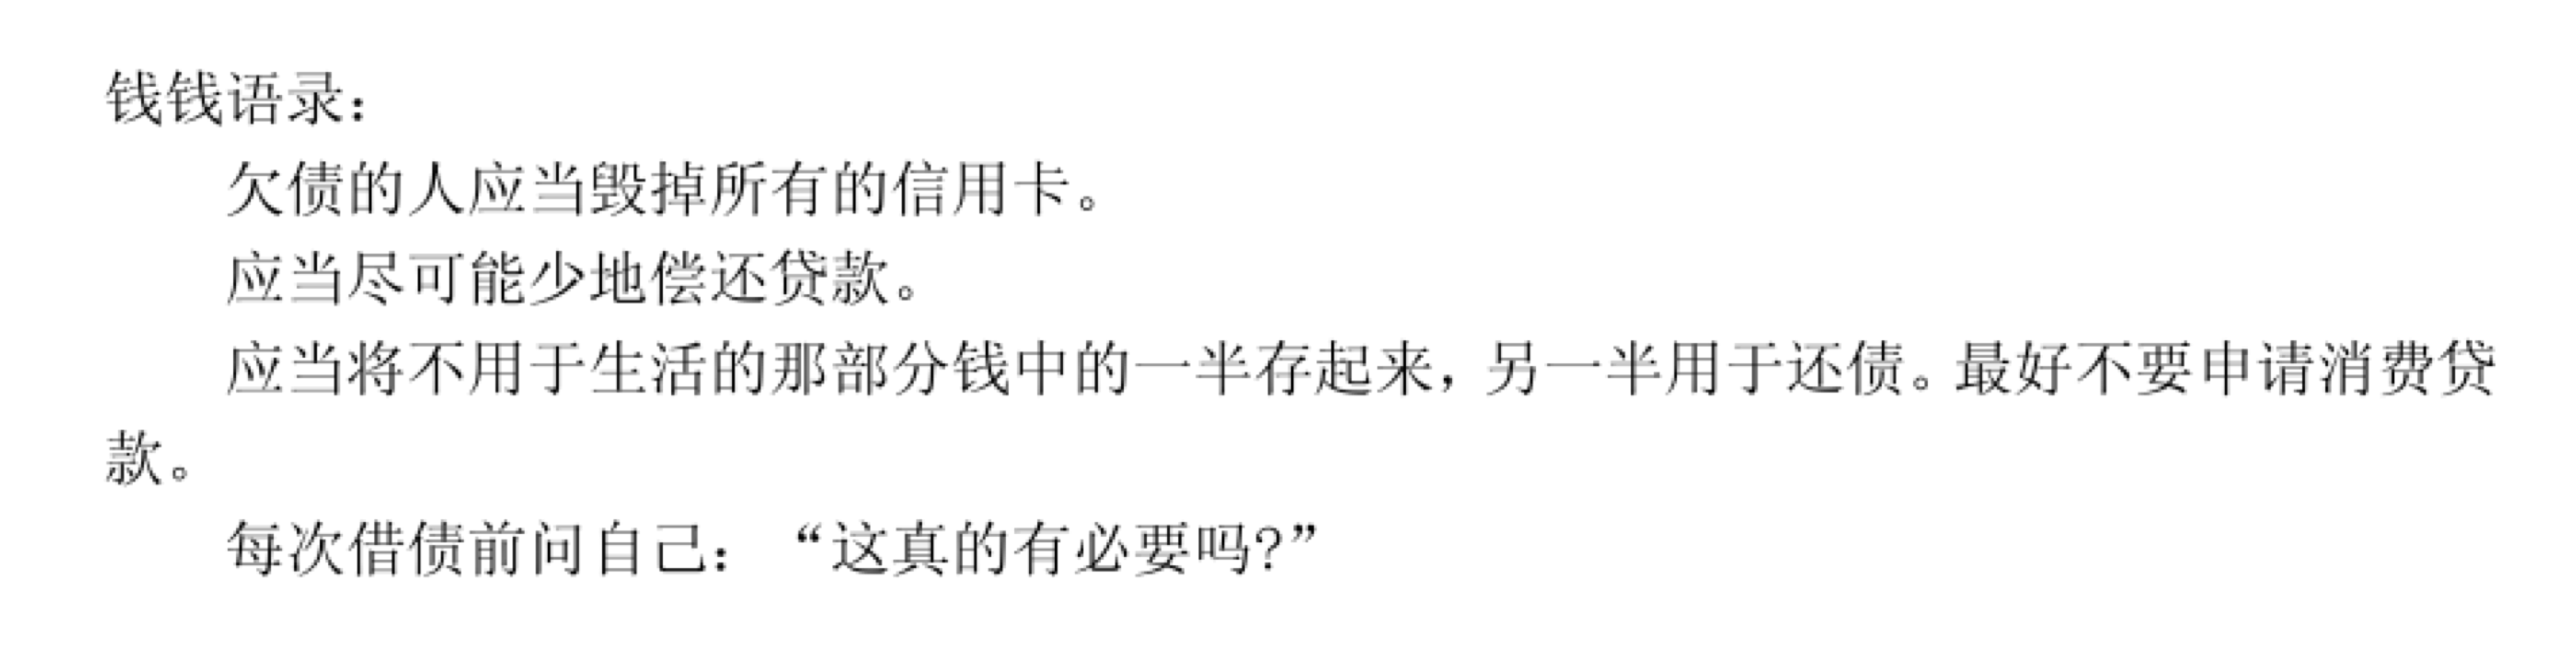 钱钱语录：
欠债的人应当毁掉所有的信用卡。
应当尽可能少地偿还贷款。
应当将不用于生活的那部分钱中的一半存起来，另一半用于还债。最好不要申请消费贷
款。
每次借债前问自己：“这真的有必要吗?”